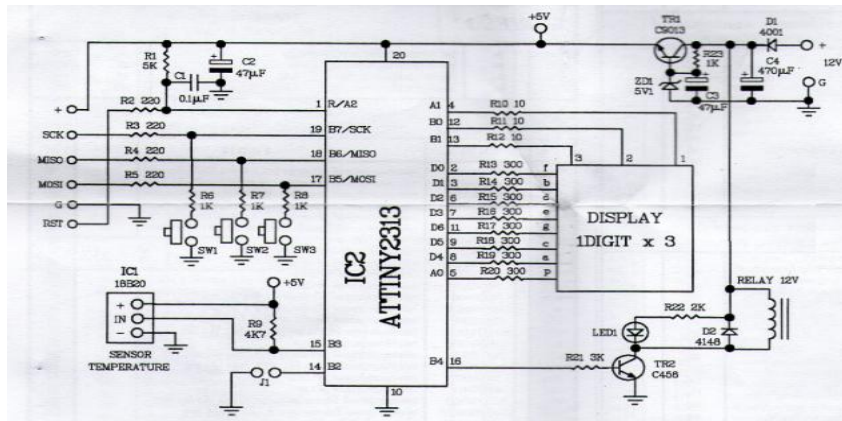 +5V
TR1
C9013
D1
4001
+
12V
G
R1
5K
C2
47µF
C1
0.1µF
20
R23
1K
C4
470µF
ZD1
5V1
C3
47µF
+
SCK
MISO
MOSI
G
RST
R2 220
R3 220
R4 220
R5 220
1 R/A2
19 B7/SCK
18 B6/MISO
17 B5/MOSI
R6
1K
R7
1K
R8
1K
SW1
SW2
SW3
IC2
ATTINY2313
A1 4
B0 12
B1 13
D0 2
D1 3
D2 6
D3 7
D6 11
D5 9
D4 8
A0 5
R10 10
R11 10
R12 10
R13 300 f
R14 300 b
R15 300 d
R16 300 e
R17 300 g
R18 300 c
R19 300 a
R20 300 P
3 2 1
DISPLAY
1DIGIT x 3
IC1
18B20
+
IN
-
SENSOR
TEMPERATURE
+5V
R9
4K7
15 B3
14 B2
J1
10
B4 16
R21 3K
TR2
C458
LED1
R22 2K
D2
4148
RELAY 12V